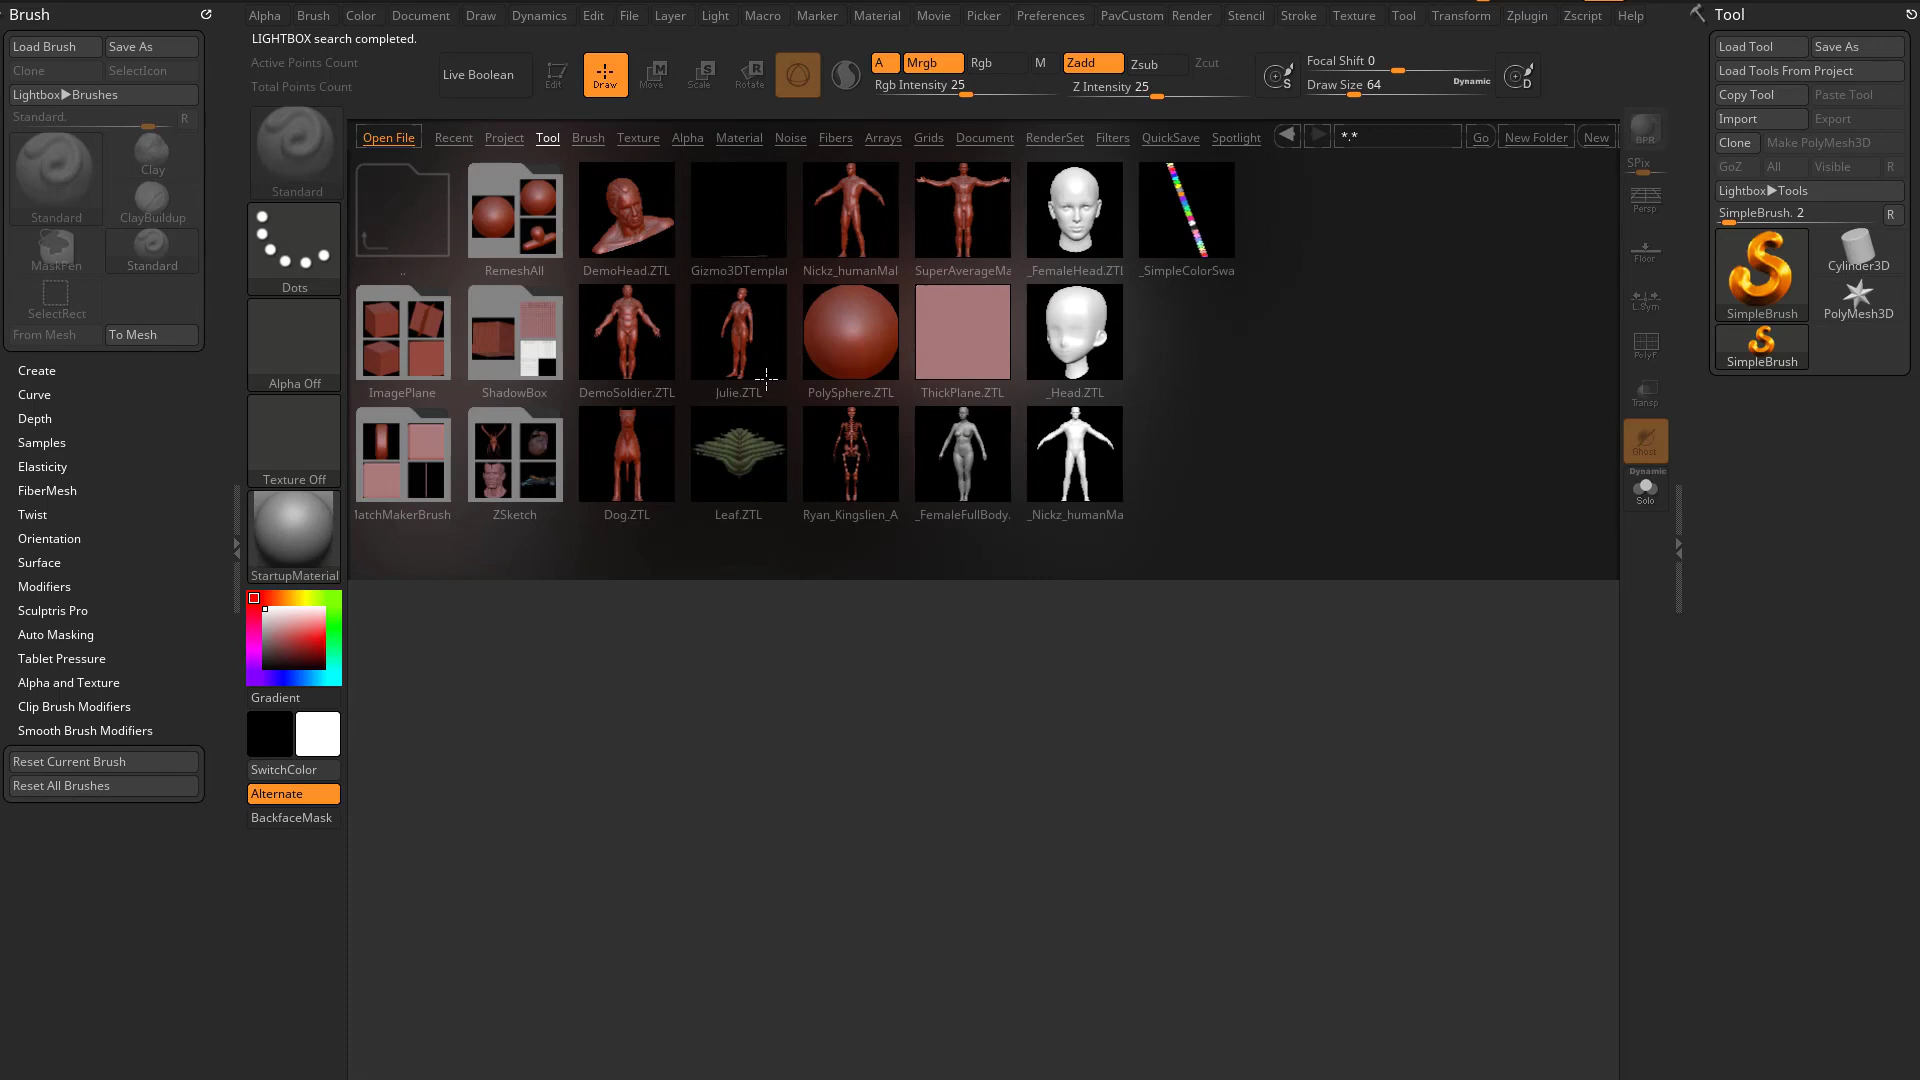 Brush
Load Brush Save As
Clone SelectIcon
Lightbox▶Brushes
Standard. R
Standard
Clay
ClayBuildup
MaskPen
Standard
SelectRect
From Mesh To Mesh
Create
Curve
Depth
Samples
Elasticity
FiberMesh
Twist
Orientation
Surface
Modifiers
Sculptris Pro
Auto Masking
Tablet Pressure
Alpha and Texture
Clip Brush Modifiers
Smooth Brush Modifiers
Reset Current Brush
Reset All Brushes
Alpha Brush Color Document Draw Dynamics Edit File Layer Light Macro Marker Material Movie Picker Preferences PavCustom Render Stencil Stroke Texture Tool Transform Zplugin Zscript Help
LIGHTBOX search completed.
Active Points Count
Total Points Count
Live Boolean
Edit Draw Move Scale Rotate
A Mrgb Rgb M
Rgb Intensity 25
Zadd Zsub Zcut
Z Intensity 25
S
Focal Shift 0
Draw Size 64 Dynamic
D
Open File Recent Project Tool Brush Texture Alpha Material Noise Fibers Arrays Grids Document RenderSet Filters QuickSave Spotlight *.* Go New Folder New
.. RemeshAll DemoHead.ZTL Gizmo3DTemplat Nickz_humanMal SuperAverageMa _FemaleHead.ZTL _SimpleColorSwa
ImagePlane ShadowBox DemoSoldier.ZTL Julie.ZTL PolySphere.ZTL ThickPlane.ZTL _Head.ZTL
MatchMakerBrush ZSketch Dog.ZTL Leaf.ZTL Ryan_Kingslien_A _FemaleFullBody. _Nickz_humanMa
Standard
Dots
Alpha Off
Texture Off
StartupMaterial
Gradient
SwitchColor
Alternate
BackfaceMask
BPR
SPix
Persp
Floor
L.Sym
PolyF
Transp
Ghost
Dynamic
Solo
Tool
Load Tool Save As
Load Tools From Project
Copy Tool Paste Tool
Import Export
Clone Make PolyMesh3D
GoZ All Visible R
Lightbox▶Tools
SimpleBrush. 2 R
SimpleBrush
Cylinder3D
PolyMesh3D
SimpleBrush